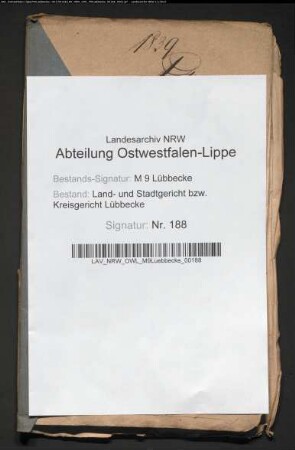 1839
Landesarchiv NRW
Abteilung Ostwestfalen-Lippe
Bestands-Signatur: M 9 Lübbecke
Bestand: Land- und Stadtgericht bzw.
Kreisgericht Lübbecke
Signatur: Nr. 188
LAV_NRW_OWL_M9Luebbecke_00188